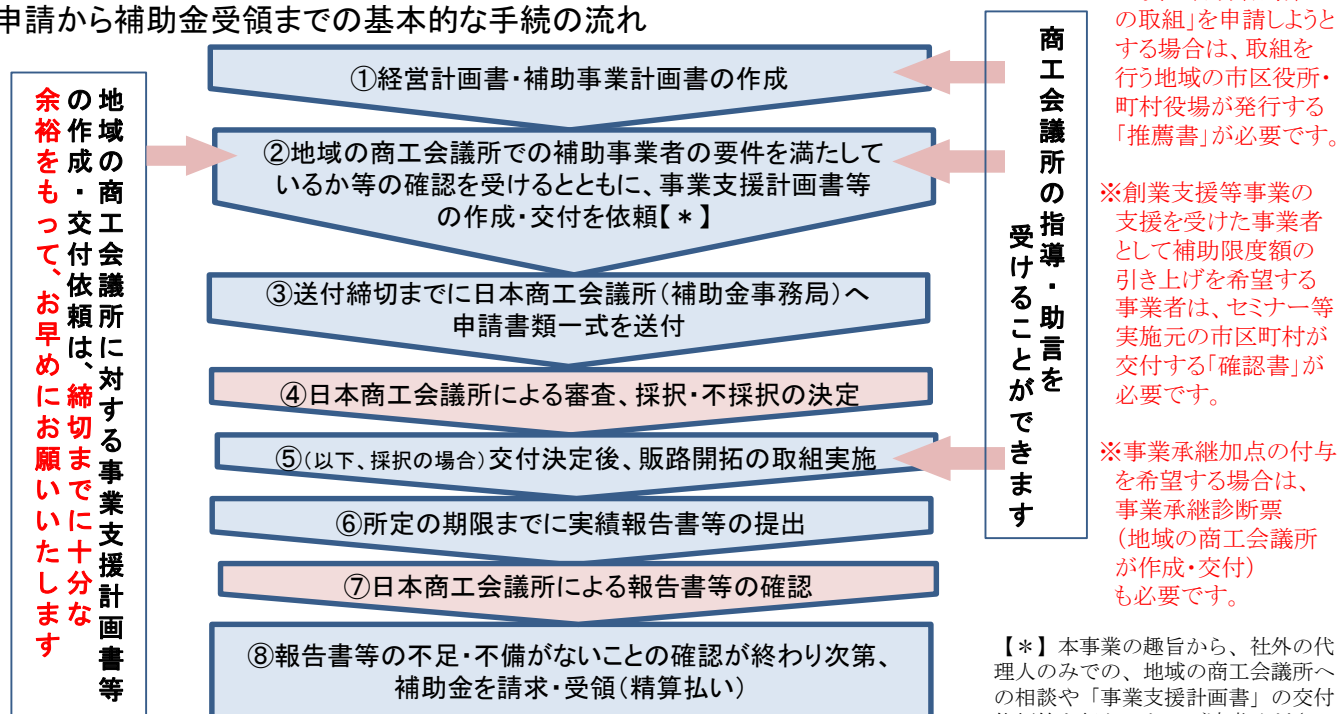 申請から補助金受領までの基本的な手続の流れ
地域の商工会議所に対する事業支援計画書等
の作成・交付依頼は、締切までに十分な
余裕をもって、お早めにお願いいたします
①経営計画書・補助事業計画書の作成
②地域の商工会議所での補助事業者の要件を満たして
いるか等の確認を受けるとともに、事業支援計画書等
の作成・交付を依頼【＊】
③送付締切までに日本商工会議所（補助金事務局）へ
申請書類一式を送付
④日本商工会議所による審査、採択・不採択の決定
⑤（以下、採択の場合）交付決定後、販路開拓の取組実施
⑥所定の期限までに実績報告書等の提出
⑦日本商工会議所による報告書等の確認
⑧報告書等の不足・不備がないことの確認が終わり次第、
補助金を請求・受領（精算払い）
商工会議所の指導・助言を
受けることができます
の取組」を申請しようと
する場合は、取組を
行う地域の市区役所・
町村役場が発行する
「推薦書」が必要です。
※創業支援等事業の
支援を受けた事業者
として補助限度額の
引き上げを希望する
事業者は、セミナー等
実施元の市区町村が
交付する「確認書」が
必要です。
※事業承継加点の付与
を希望する場合は、
事業承継診断票
（地域の商工会議所
が作成・交付）
も必要です。
【＊】本事業の趣旨から、社外の代
理人のみでの、地域の商工会議所へ
の相談や「事業支援計画書」の交付